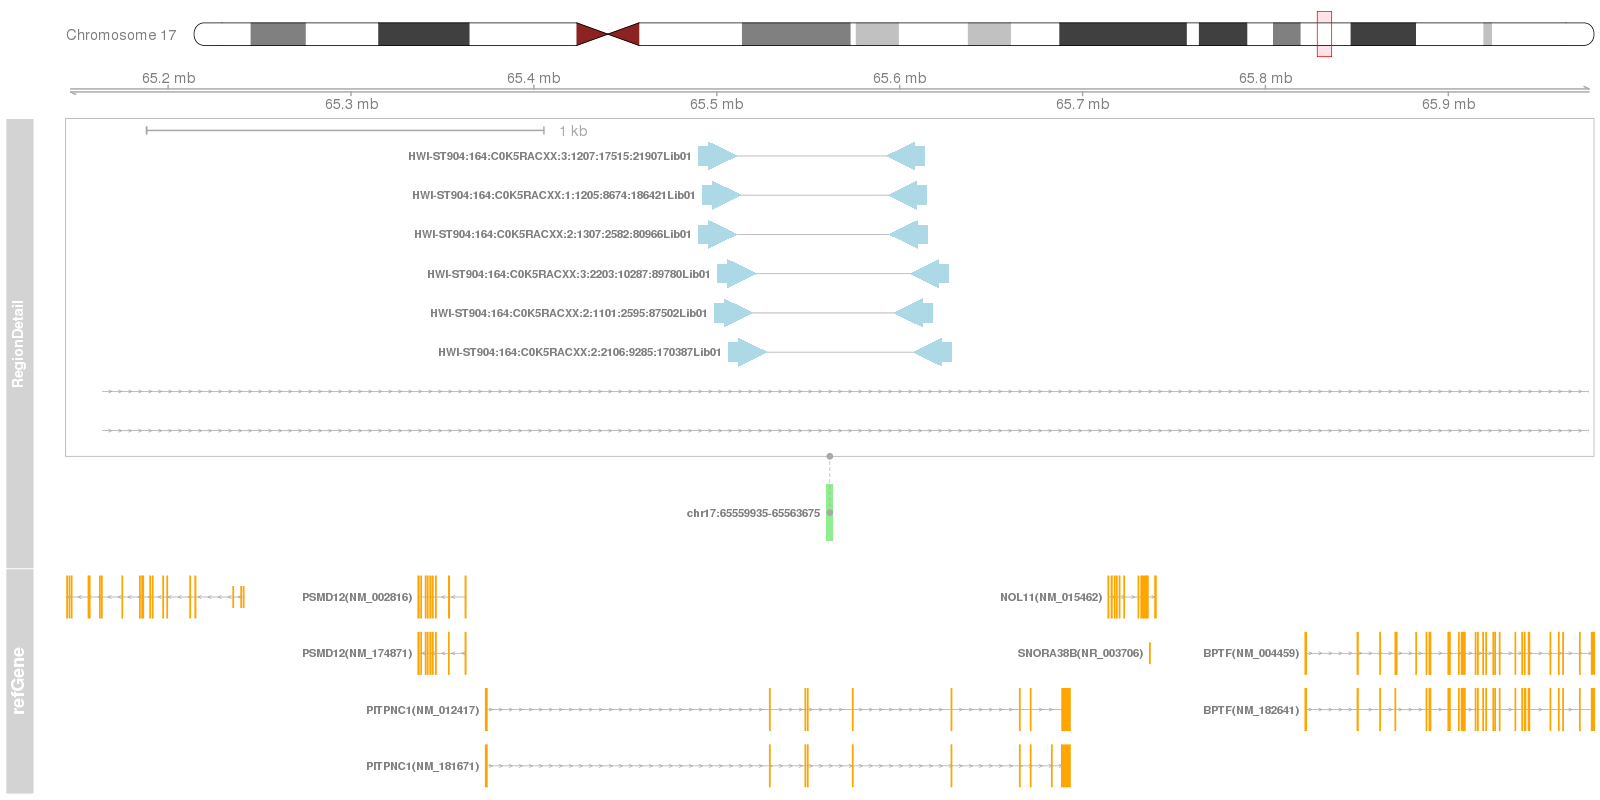 Chromosome 17
65.2 mb
65.4 mb
65.6 mb
65.8 mb
65.3 mb
65.5 mb
65.7 mb
65.9 mb
RegionDetail
1 kb
HWI-ST904:164:C0K5RACXX:3:1207:17515:21907Lib01
HWI-ST904:164:C0K5RACXX:1:1205:8674:186421Lib01
HWI-ST904:164:C0K5RACXX:2:1307:2582:80966Lib01
HWI-ST904:164:C0K5RACXX:3:2203:10287:89780Lib01
HWI-ST904:164:C0K5RACXX:2:1101:2595:87502Lib01
HWI-ST904:164:C0K5RACXX:2:2106:9285:170387Lib01
chr17:65559935-65563675
refGene
PSMD12(NM_002816)
NOL11(NM_015462)
PSMD12(NM_174871)
SNORA38B(NR_003706)
BPTF(NM_004459)
PITPNC1(NM_012417)
BPTF(NM_182641)
PITPNC1(NM_181671)